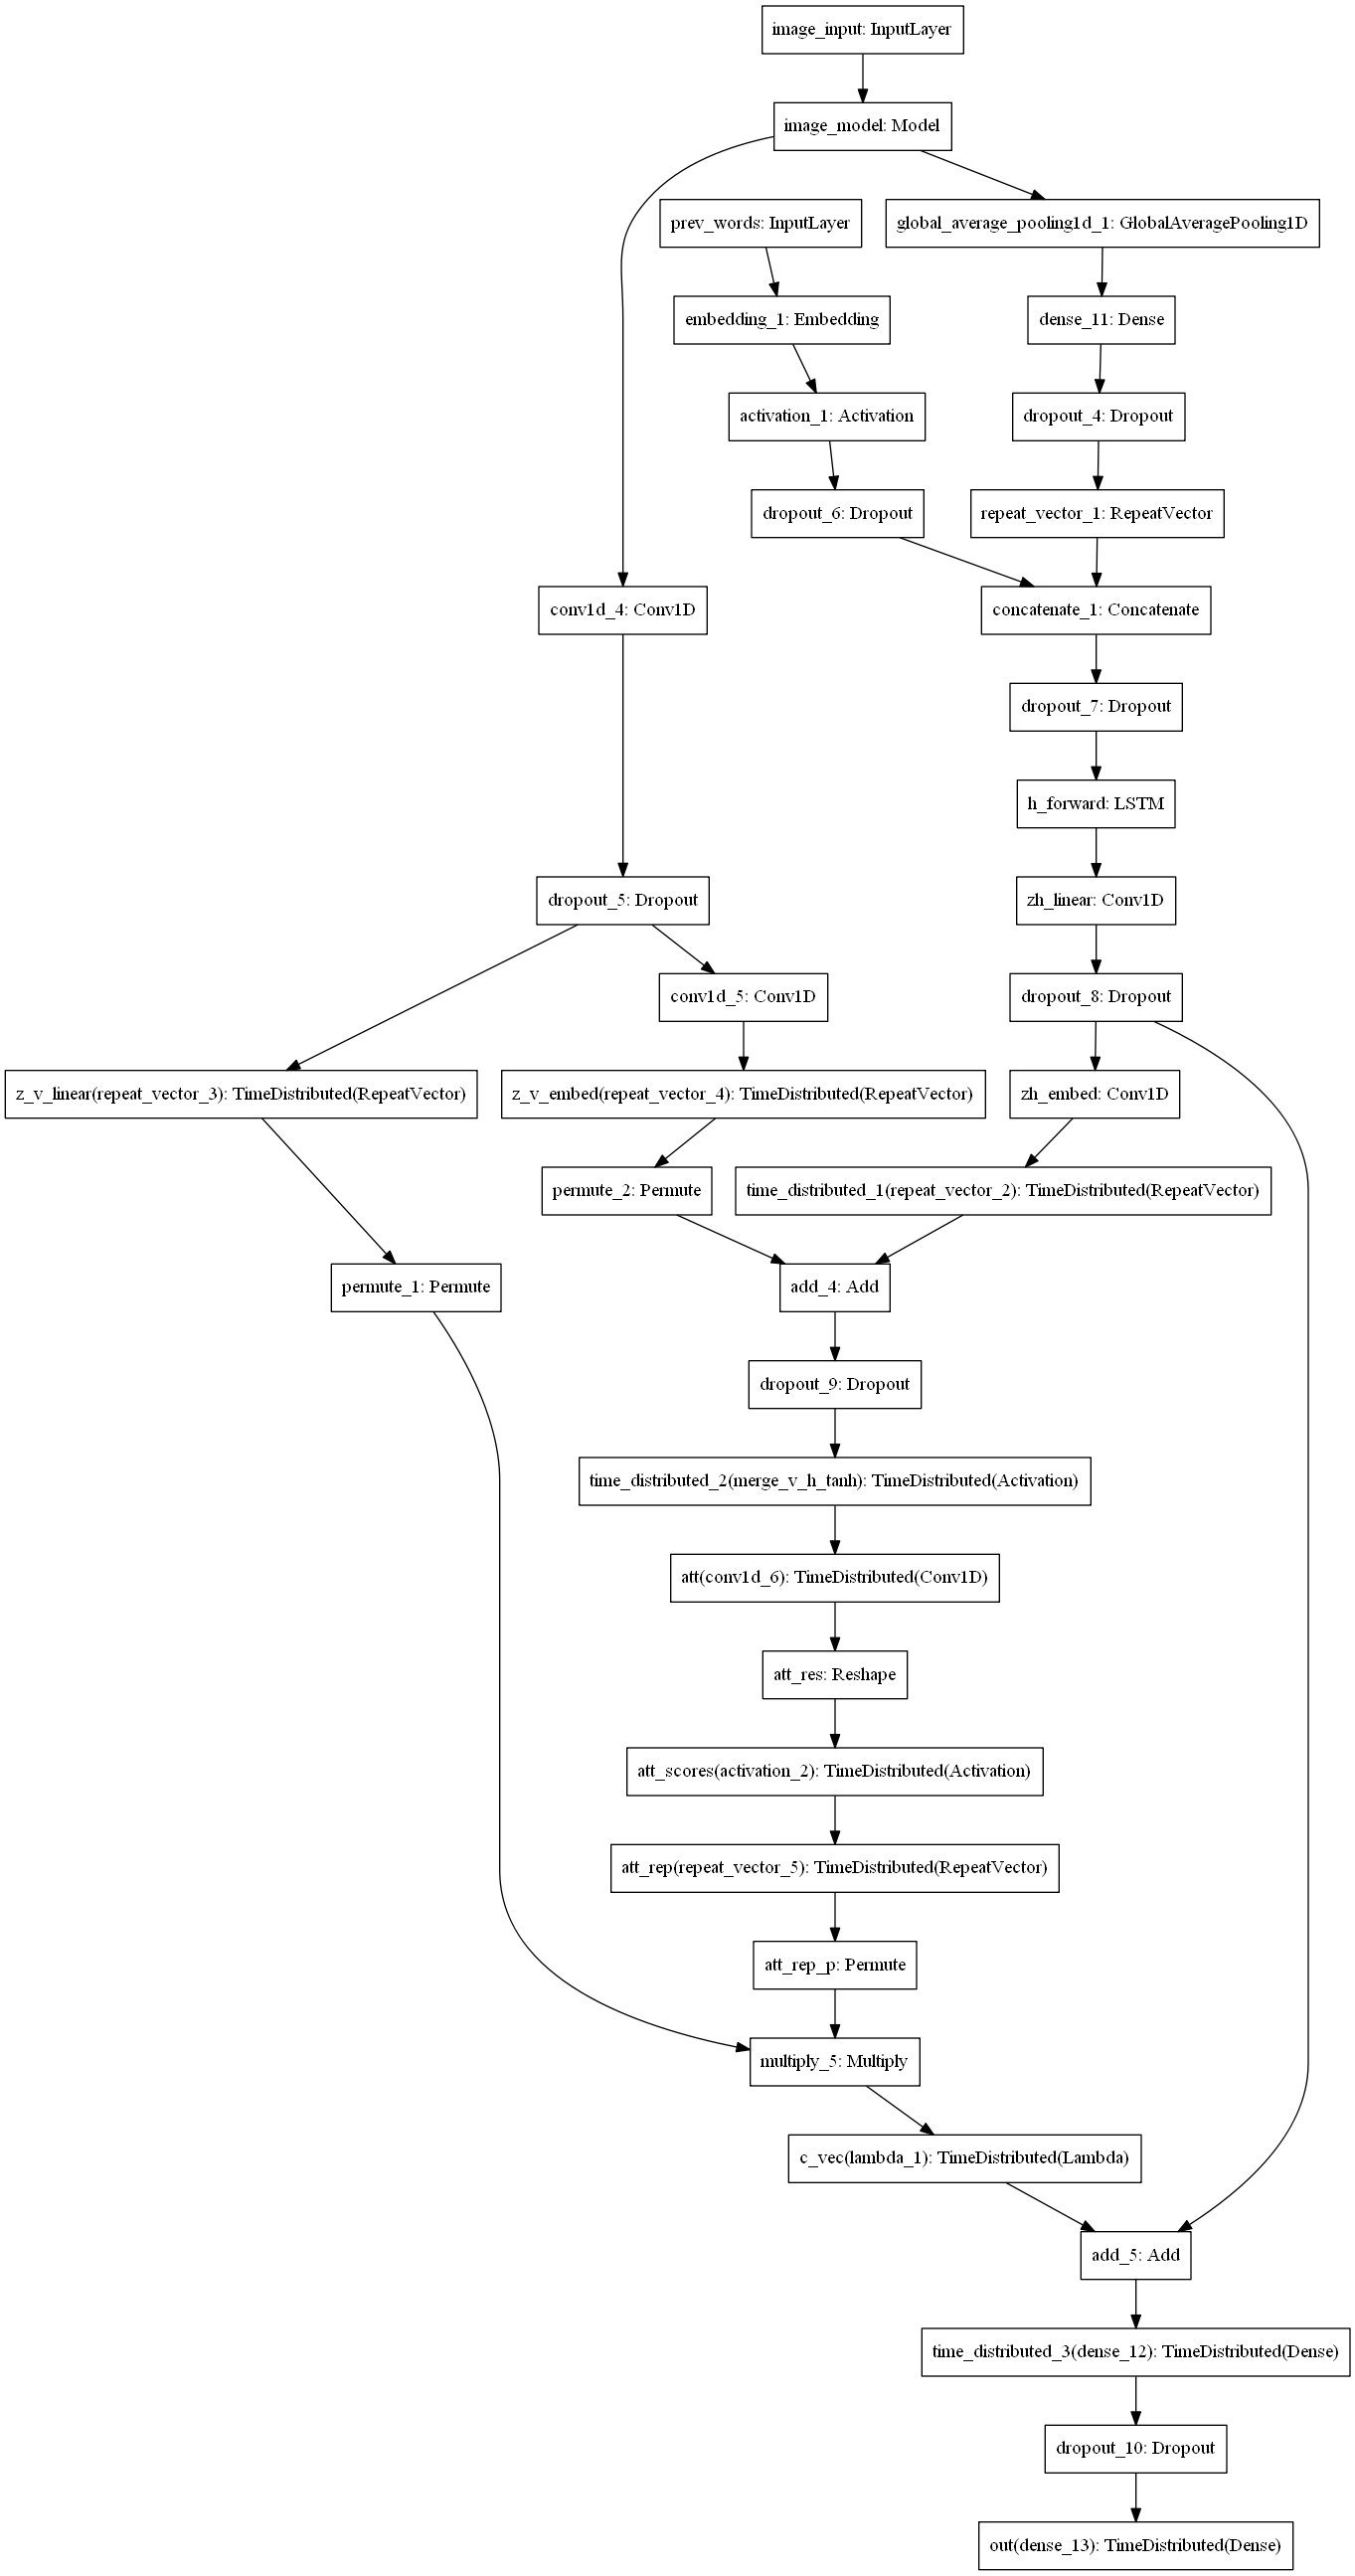 image_input: InputLayer
image_model: Model
prev_words: InputLayer
global_average_pooling1d_1: GlobalAveragePooling1D
embedding_1: Embedding
dense_11: Dense
activation_1: Activation
dropout_4: Dropout
dropout_6: Dropout
repeat_vector_1: RepeatVector
conv1d_4: Conv1D
concatenate_1: Concatenate
dropout_7: Dropout
h_forward: LSTM
dropout_5: Dropout
zh_linear: Conv1D
conv1d_5: Conv1D
dropout_8: Dropout
z_v_linear(repeat_vector_3): TimeDistributed(RepeatVector)
z_v_embed(repeat_vector_4): TimeDistributed(RepeatVector)
zh_embed: Conv1D
permute_2: Permute
time_distributed_1(repeat_vector_2): TimeDistributed(RepeatVector)
permute_1: Permute
add_4: Add
dropout_9: Dropout
time_distributed_2(merge_v_h_tanh): TimeDistributed(Activation)
att(conv1d_6): TimeDistributed(Conv1D)
att_res: Reshape
att_scores(activation_2): TimeDistributed(Activation)
att_rep(repeat_vector_5): TimeDistributed(RepeatVector)
att_rep_p: Permute
multiply_5: Multiply
c_vec(lambda_1): TimeDistributed(Lambda)
add_5: Add
time_distributed_3(dense_12): TimeDistributed(Dense)
dropout_10: Dropout
out(dense_13): TimeDistributed(Dense)